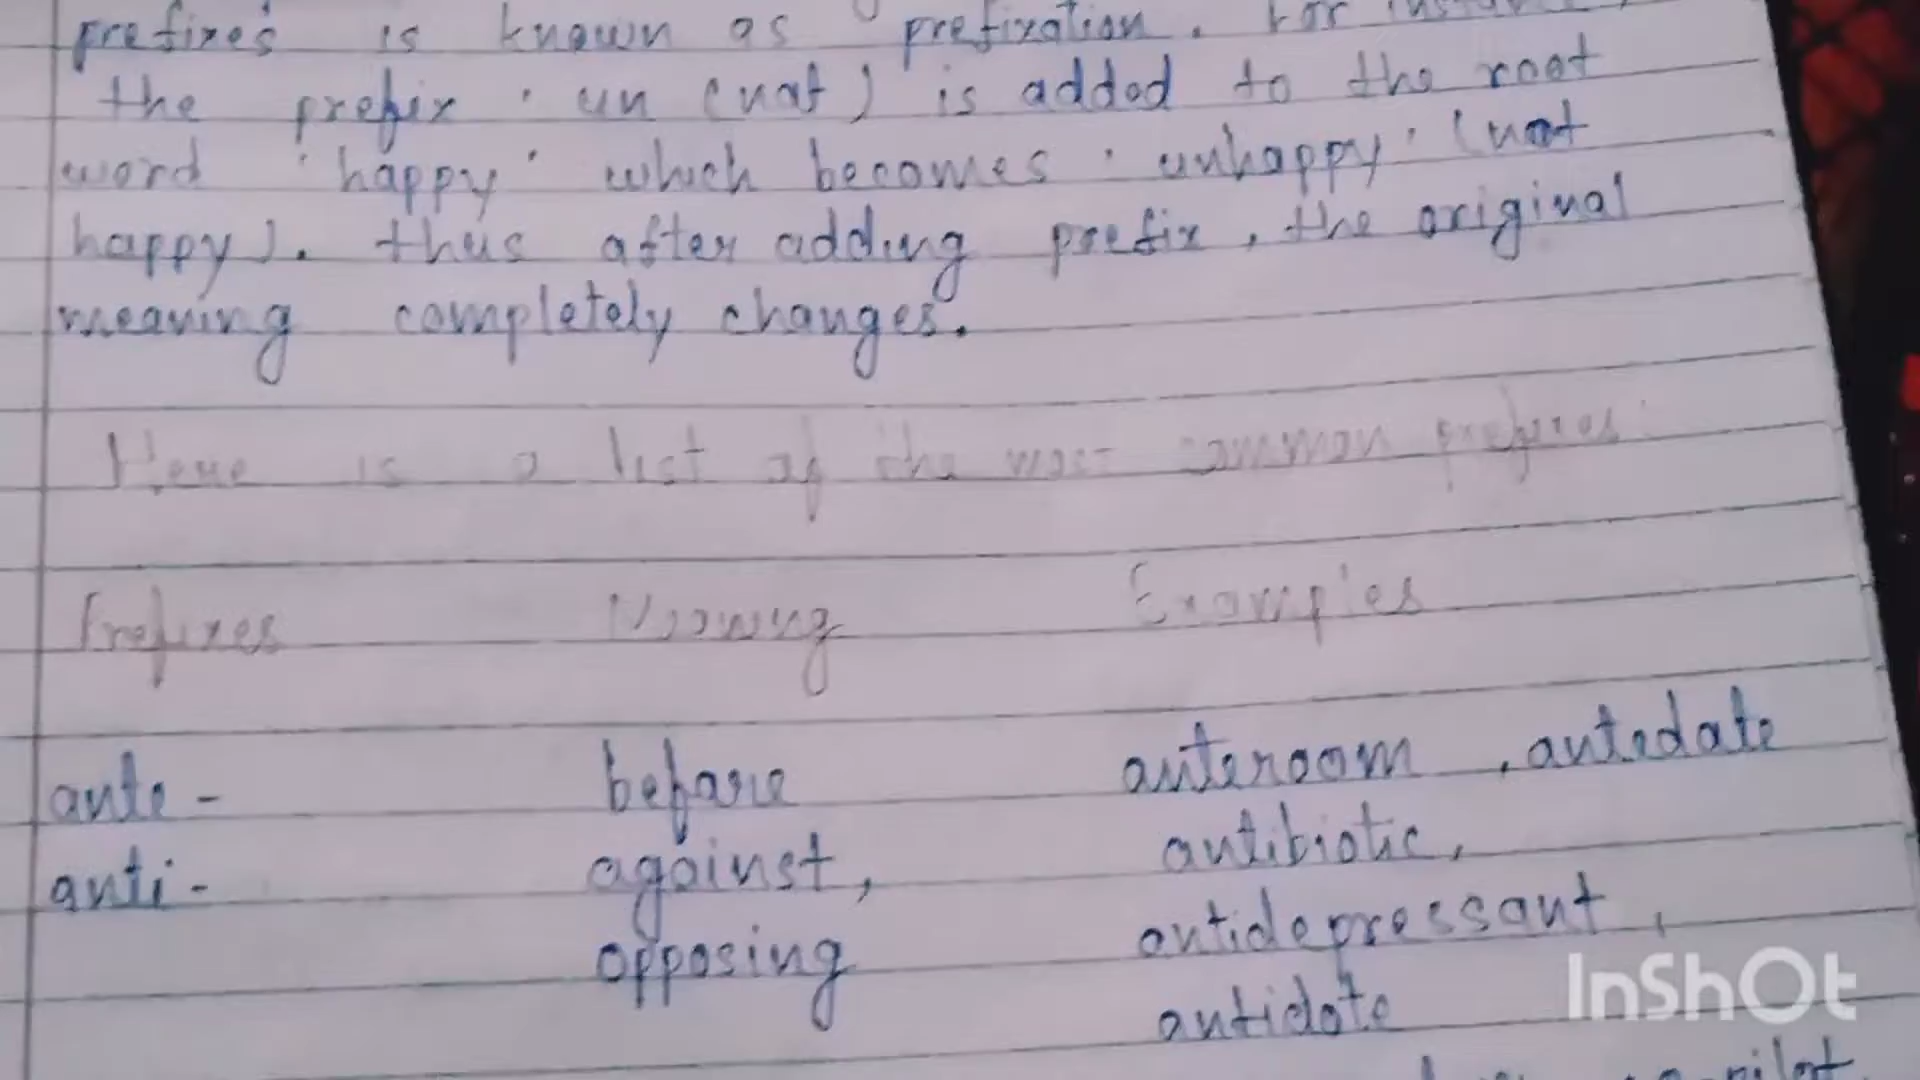 prefixes is known as prefixation. For
the prefix 'un (not) is added to the root
word 'happy' which becomes 'unhappy' (not
happy). thus after adding prefix, the original
meaning completely changes.
Here is a list of the most common prefixes:
Prefixes Meaning Examples
ante- before anteroom, antedate
anti- against, antibiotic,
opposing antidepressant,
antidote
pilot
InShOt